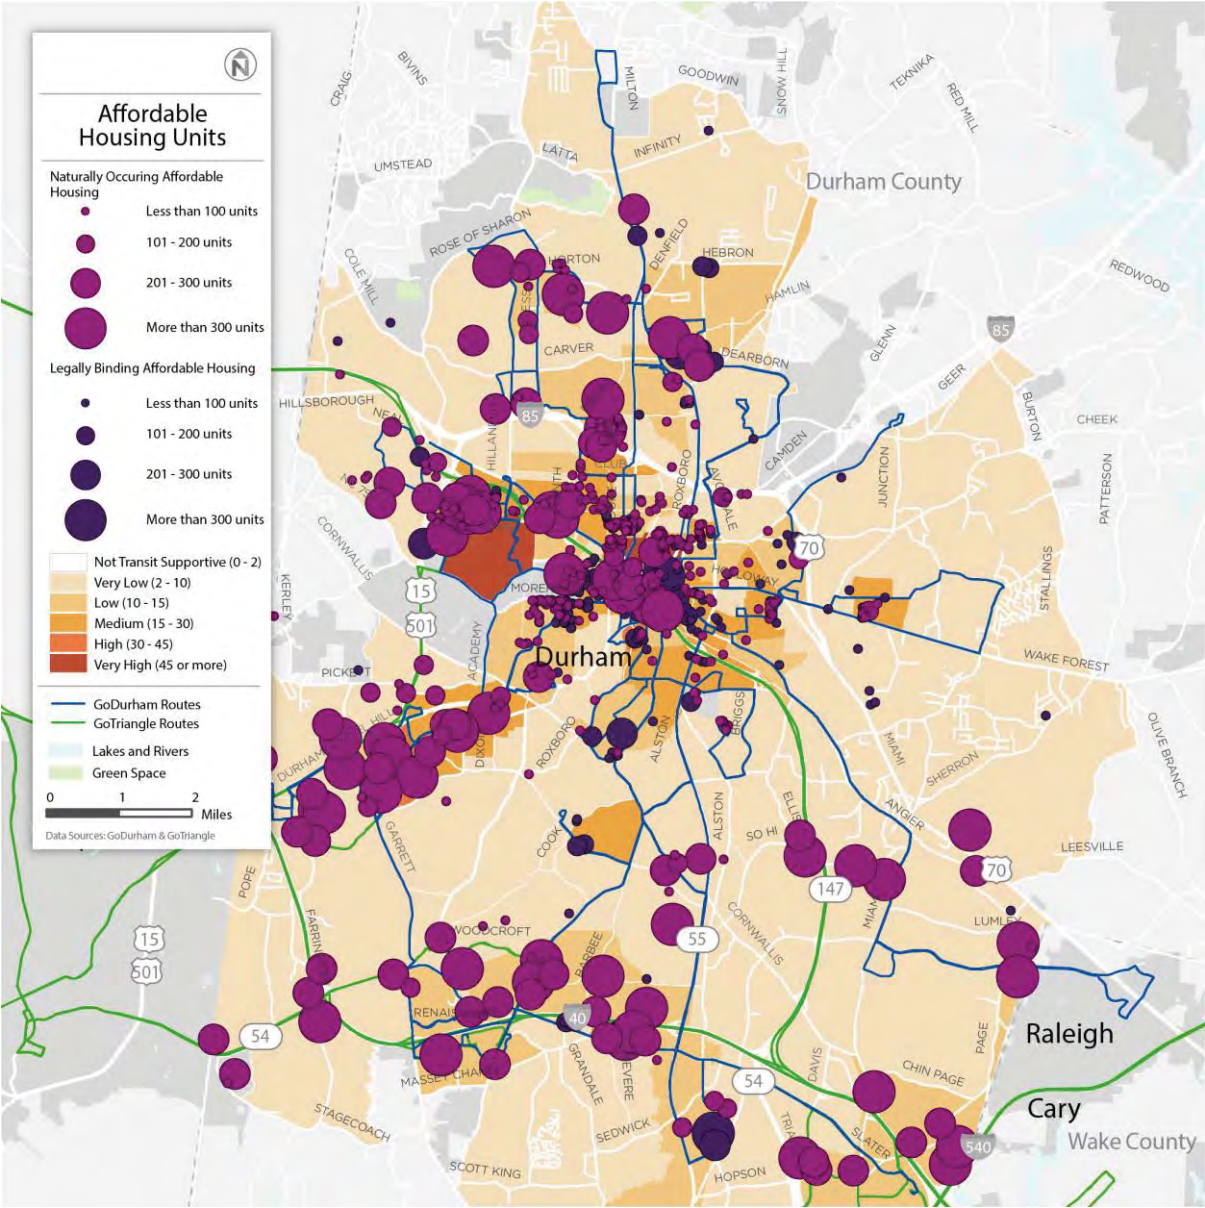 N
Affordable
Housing Units
Naturally Occuring Affordable
Housing
Less than 100 units
101 - 200 units
201 - 300 units
More than 300 units
Legally Binding Affordable Housing
Less than 100 units
101 - 200 units
201 - 300 units
More than 300 units
Not Transit Supportive (0 - 2)
Very Low (2 - 10)
Low (10 - 15)
Medium (15 - 30)
High (30 - 45)
Very High (45 or more)
GoDurham Routes
GoTriangle Routes
Lakes and Rivers
Green Space
0 1 2
Miles
Data Sources: GoDurham & GoTriangle
CRAIG
BIVINS
MILTON
GOODWIN
SNOW HILL
TEKNIKA
RED MILL
UMSTEAD
LATTA
INFINITY
Durham County
ROSE OF SHARON
DENFIELD
HEBRON
HORTON
COLE MILL
HAMLIN
REDWOOD
85
GLENN
CARVER
DEARBORN
GEER
HILLSBOROUGH
85
BURTON
CHEEK
CAMDEN
CLUB
ROXBORO
JUNCTION
PATTERSON
CORNWALLIS
70
HOLLOWAY
STALLINGS
KERLEY
15
501
ACADEMY
Durham
WAKE FOREST
PICKETT
BRIGGS
ROXBORO
ALSTON
MIAMI
SHERRON
OLIVE BRANCH
DURHAM
GARRETT
COOK
ALSTON
ELLIS
SO HI
ANGIER
LEESVILLE
70
147
POPE
FARRIN
15
501
WOODCROFT
BARBEE
55
CORNWALLIS
MIAM
LUMLEY
54
RENAIS
40
PAGE
Raleigh
MASSEY CHA
GRANDALE
EVERE
54
DAVIS
CHIN PAGE
Cary
STAGECOACH
SEDWICK
SLATER
540
Wake County
SCOTT KING
HOPSON